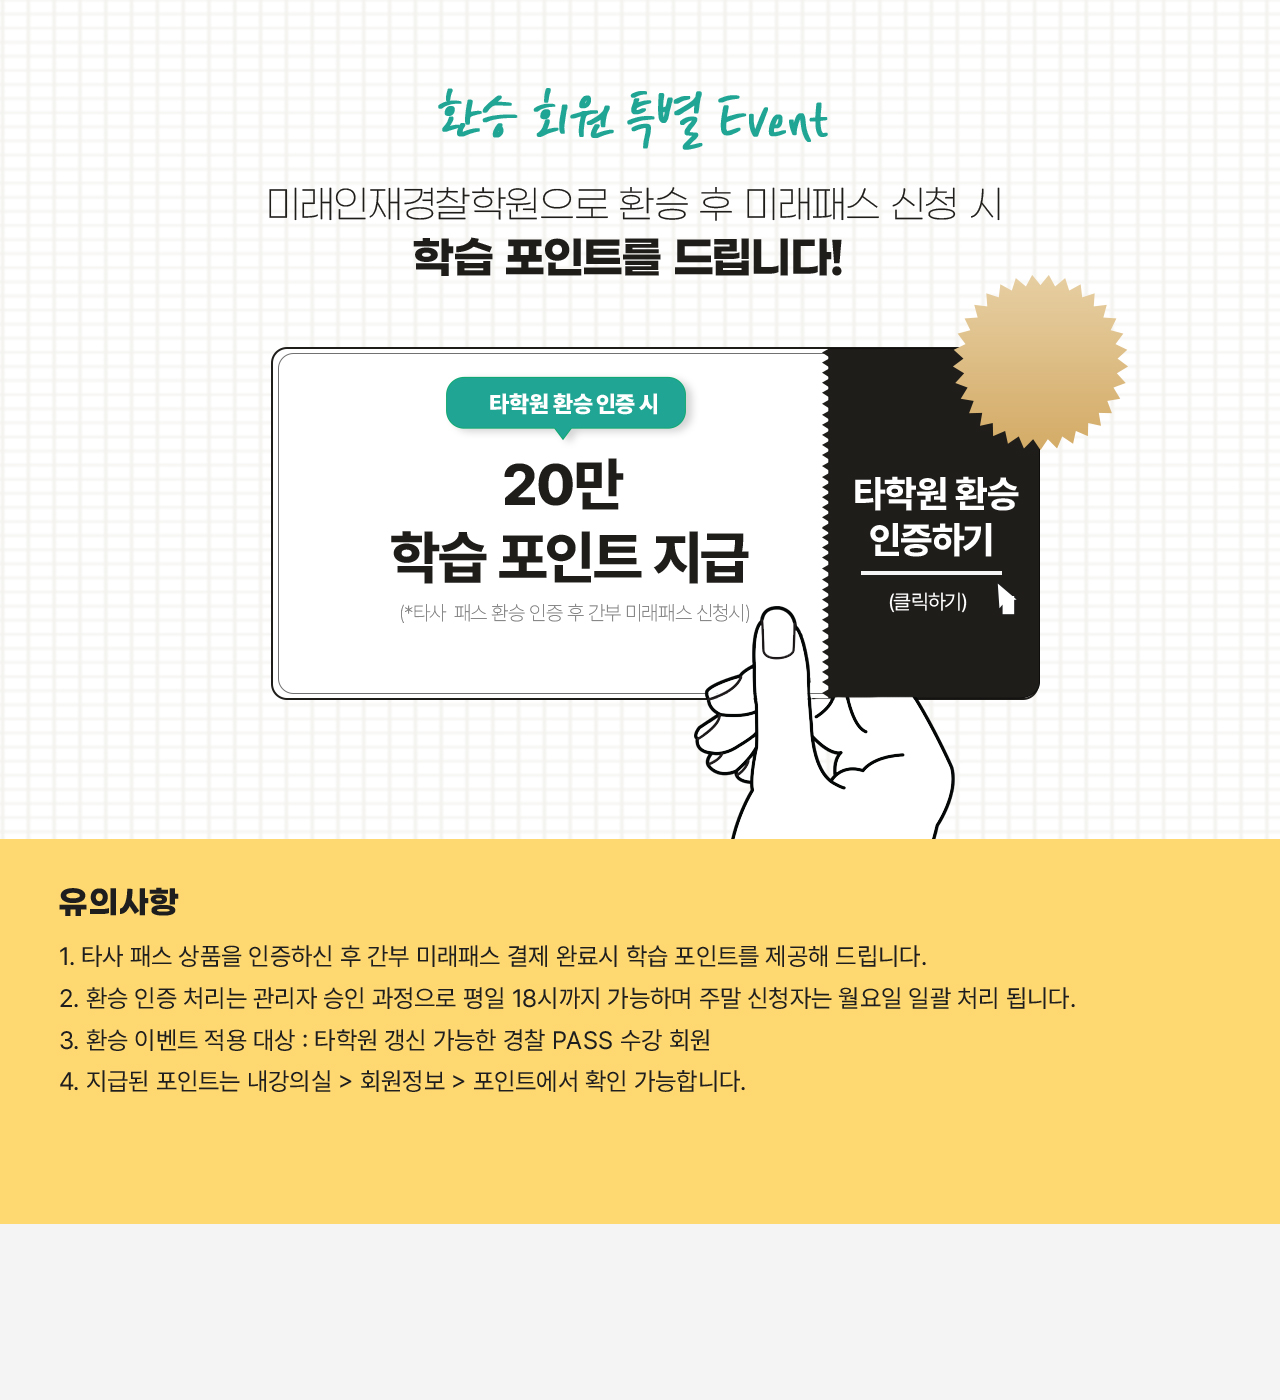 환승 회원 특별 Event
미래인재경찰학원으로 환승 후 미래패스 신청 시
학습 포인트를 드립니다!
타학원 환승 인증 시
20만
학습 포인트 지급
(*타사 패스 환승 인증 후 간부 미래패스 신청시)
타학원 환승
인증하기
(클릭하기)
유의사항
1. 타사 패스 상품을 인증하신 후 간부 미래패스 결제 완료시 학습 포인트를 제공해 드립니다.
2. 환승 인증 처리는 관리자 승인 과정으로 평일 18시까지 가능하며 주말 신청자는 월요일 일괄 처리 됩니다.
3. 환승 이벤트 적용 대상 : 타학원 갱신 가능한 경찰 PASS 수강 회원
4. 지급된 포인트는 내강의실 > 회원정보 > 포인트에서 확인 가능합니다.